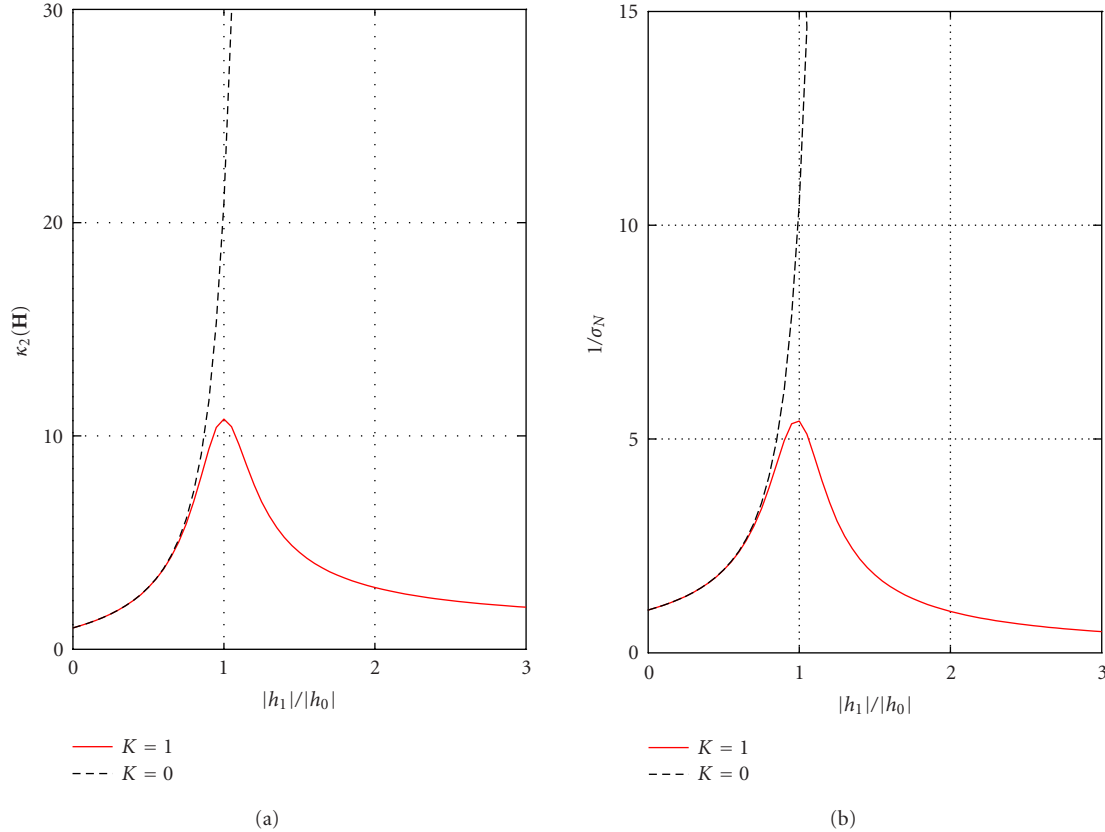 30
20
10
0
κ₂(H)
0 1 2 3
|h₁|/|h₀|
K = 1
K = 0
(a)
15
10
5
0
1/σ_N
0 1 2 3
|h₁|/|h₀|
K = 1
K = 0
(b)